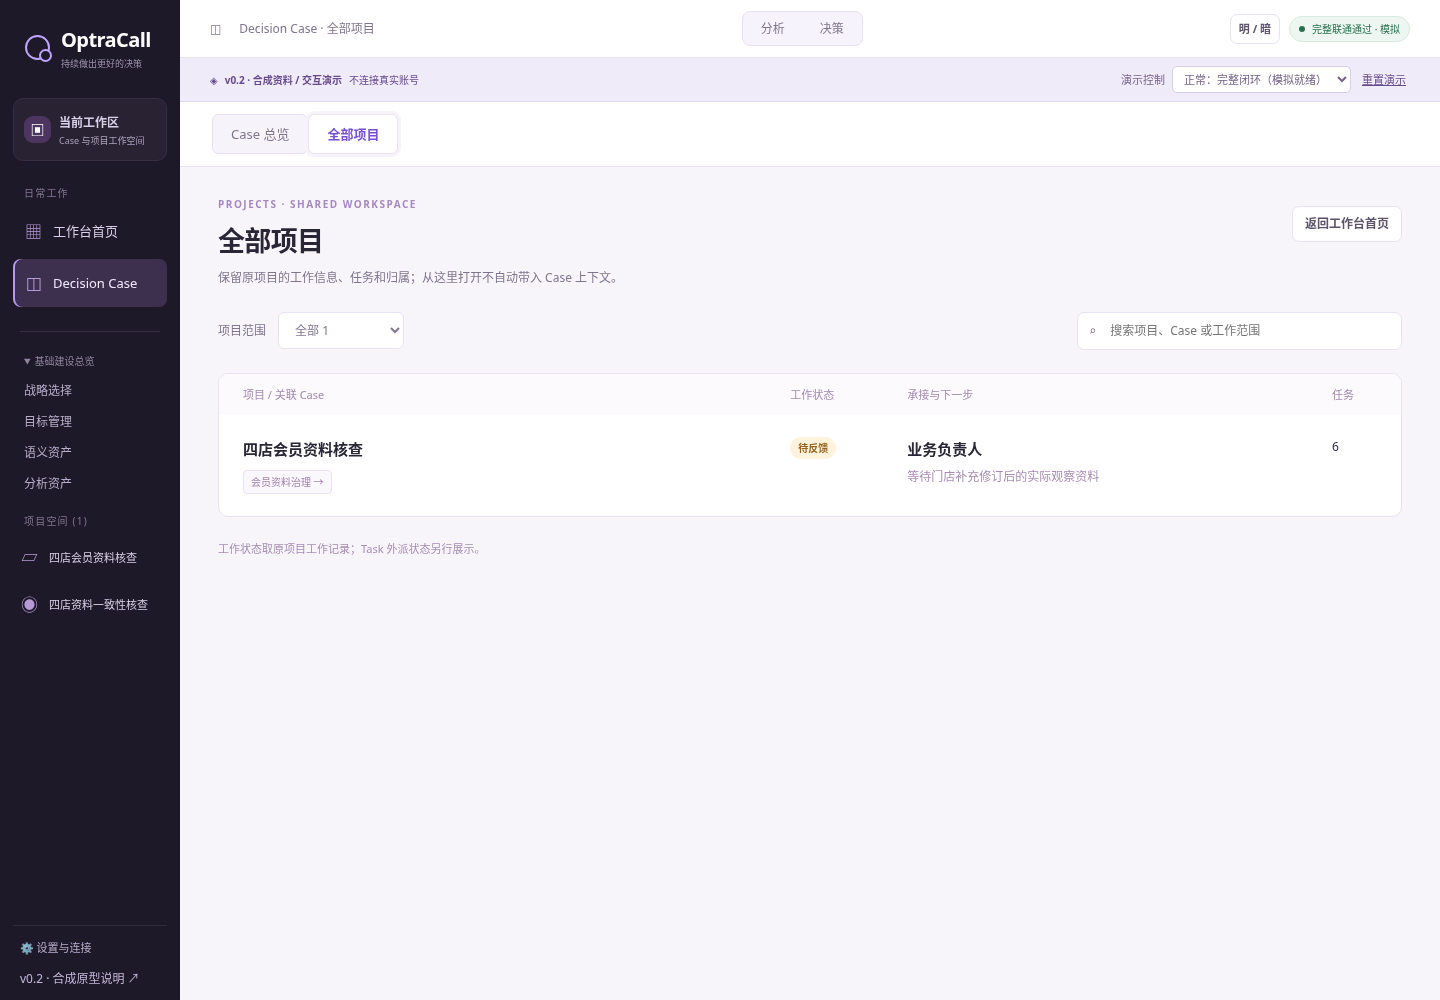 OptraCall
持续做出更好的决策
当前工作区
Case 与项目工作空间
日常工作
工作台首页
Decision Case
▼ 基础建设总览
战略选择
目标管理
语义资产
分析资产
项目空间 (1)
四店会员资料核查
四店资料一致性核查
设置与连接
v0.2 · 合成原型说明 ↗
Decision Case · 全部项目
分析
决策
明 / 暗
完整联通通过 · 模拟
◈ v0.2 · 合成资料 / 交互演示 不连接真实账号
演示控制
正常：完整闭环（模拟就绪）
重置演示
Case 总览
全部项目
PROJECTS · SHARED WORKSPACE
全部项目
保留原项目的工作信息、任务和归属；从这里打开不自动带入 Case 上下文。
返回工作台首页
项目范围
全部 1
搜索项目、Case 或工作范围
项目 / 关联 Case
工作状态
承接与下一步
任务
四店会员资料核查
会员资料治理 →
待反馈
业务负责人
等待门店补充修订后的实际观察资料
6
工作状态取原项目工作记录；Task 外派状态另行展示。